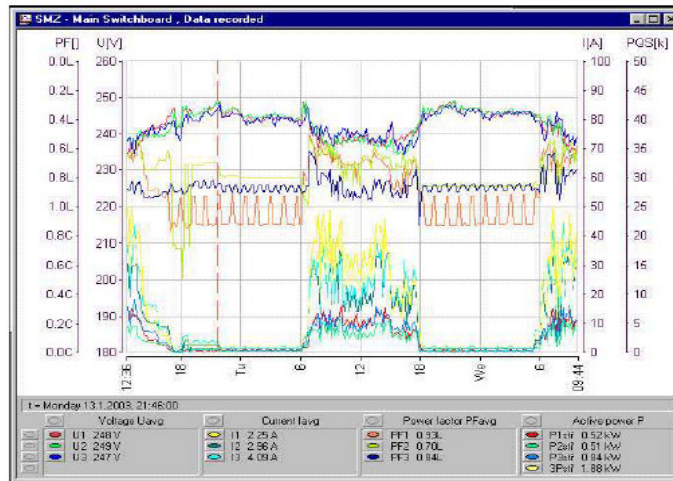 SMZ - Main Switchboard , Data recorded
PF[] U[V] I[A] PQS[k]
0.0L 260 100 50
0.2L 250 90 45
0.4L 240 80 40
0.6L 70 35
0.8L 230 60 30
1.0L 220 50 25
0.8C 210 40 20
0.6C 200 30 15
0.4C 190 20 10
0.2C 10 5
0.0C 180 0 0
12:36 18 Tu 6 12 18 We 6 09:44
t = Monday 13.1.2003, 21:46:00
Voltage Uavg Current Iavg Power factor PFavg Active power P
U1 248 V I1 2.25 A PF1 0.93L P1stř 0.52 kW
U2 249 V I2 2.96 A PF2 0.70L P2stř 0.51 kW
U3 247 V I3 4.09 A PF3 0.84L P3stř 0.84 kW
3Pstř 1.88 kW